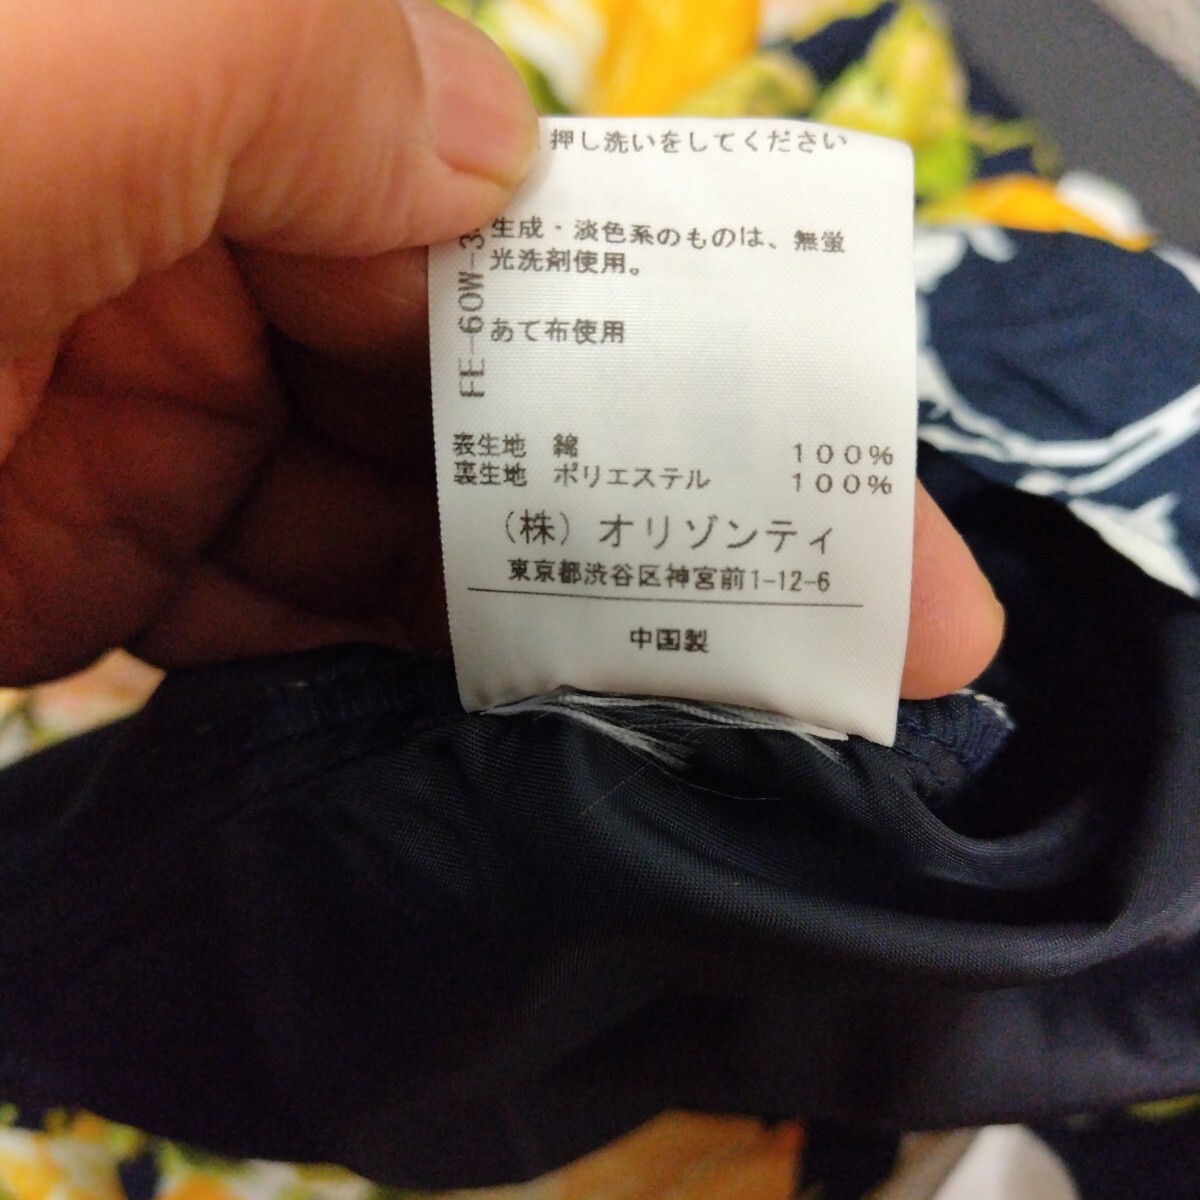 押し洗いをしてください
生成・淡色系のものは、無蛍
光洗剤使用。
あて布使用
FE-60W-3
表生地 綿 100%
裏生地 ポリエステル 100%
(株) オリゾンティ
東京都渋谷区神宮前1-12-6
中国製